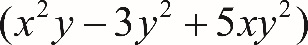 (x²y − 3y² + 5xy²)